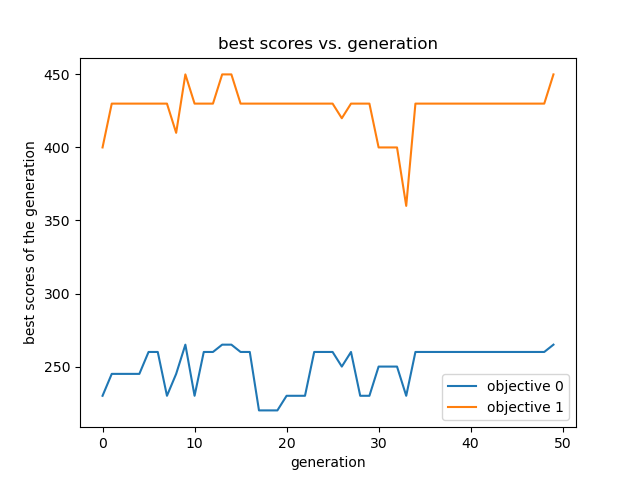 best scores vs. generation
best scores of the generation
450
400
350
300
250
0 10 20 30 40 50
generation
objective 0
objective 1